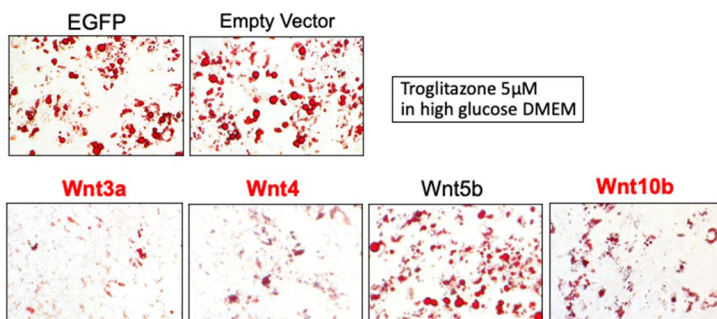 EGFP
Empty Vector
Troglitazone 5µM
in high glucose DMEM
Wnt3a
Wnt4
Wnt5b
Wnt10b